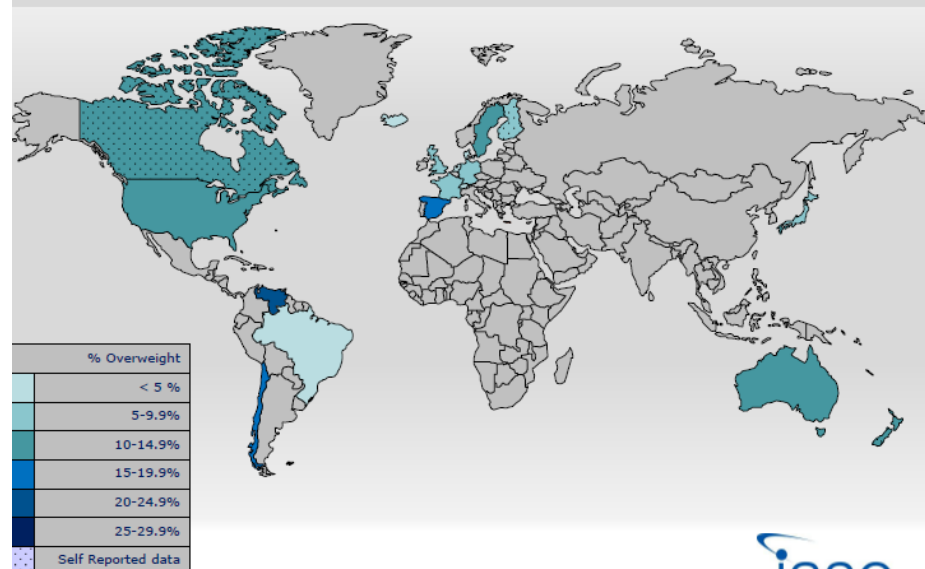 % Overweight
< 5 %
5-9.9%
10-14.9%
15-19.9%
20-24.9%
25-29.9%
Self Reported data